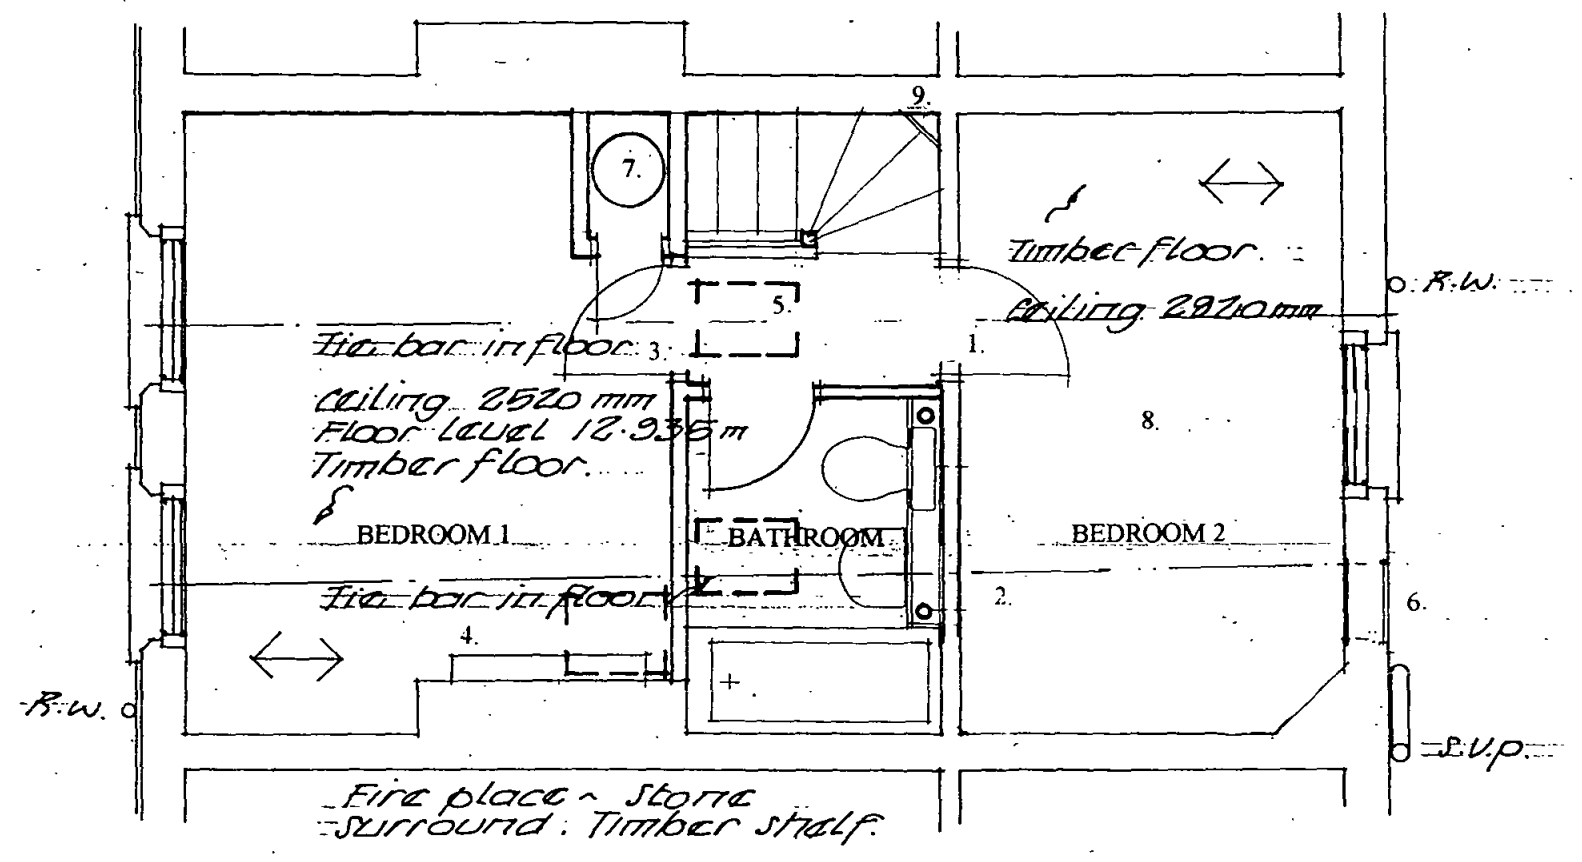 9.
7.
Timber floor.
R.W.
5.
Ceiling 2920mm
Tie bar in floor
3.
1.
Ceiling 2520 mm
Floor Level 12.935m
Timber floor.
8.
BEDROOM 1
BATHROOM
BEDROOM 2
Tie bar in floor
2.
6.
4.
R.W.
S.V.P.
Fire place ~ Stone
Surround. Timber shelf.